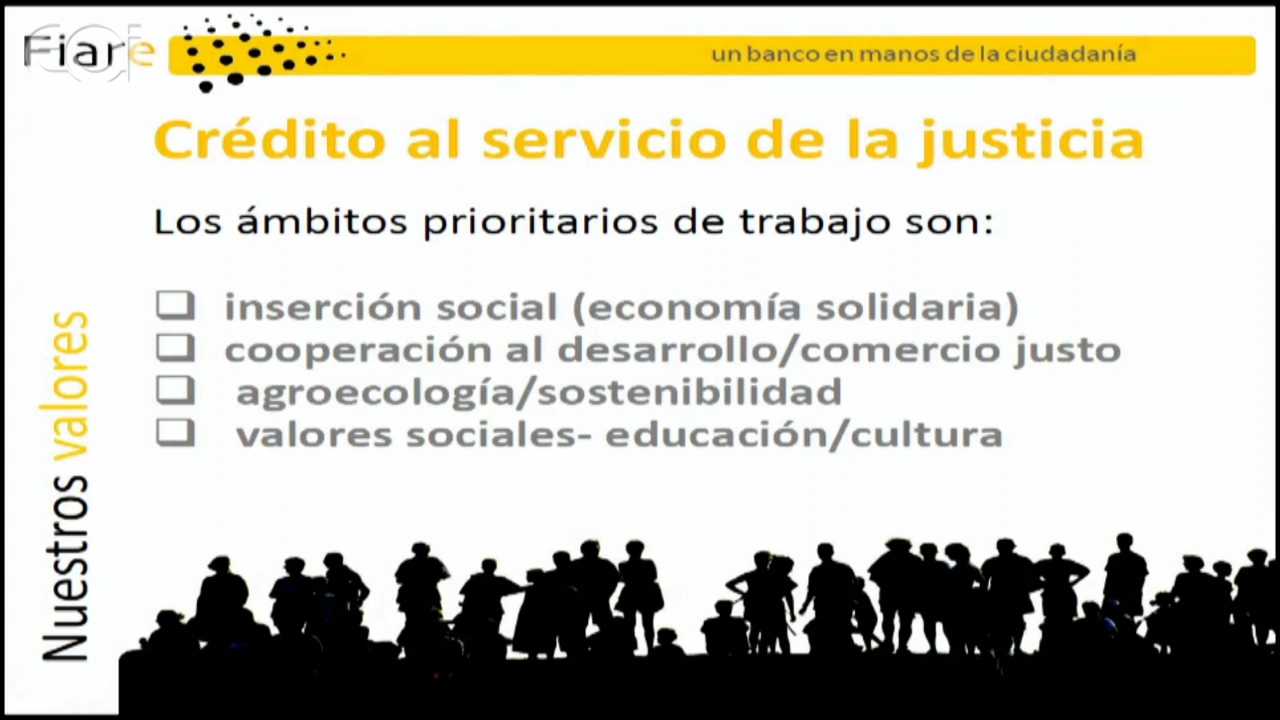 Fiare
un banco en manos de la ciudadanía
Crédito al servicio de la justicia
Los ámbitos prioritarios de trabajo son:
❑ inserción social (economía solidaria)
❑ cooperación al desarrollo/comercio justo
❑ agroecología/sostenibilidad
❑ valores sociales- educación/cultura
Nuestros valores